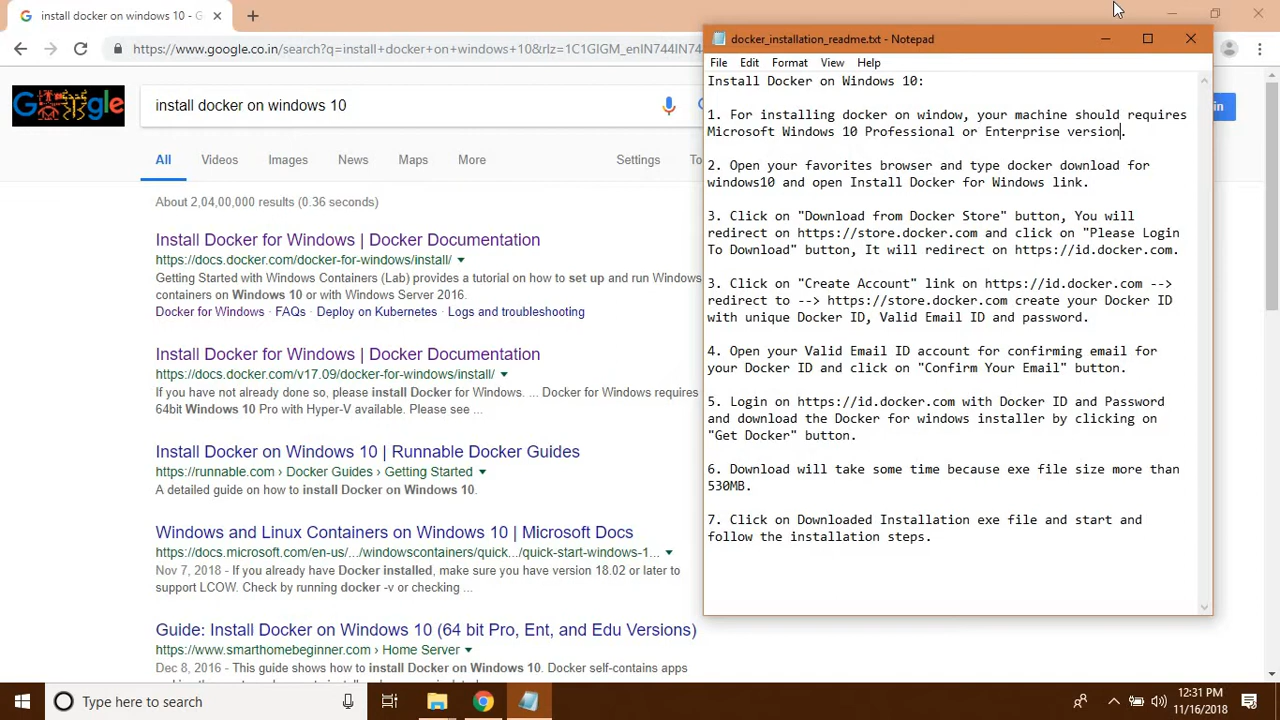 install docker on windows 10 - G
https://www.google.co.in/search?q=install+docker+on+windows+10&rlz=1C1GIGM_enIN744IN74
docker_installation_readme.txt - Notepad
File Edit Format View Help
Google
install docker on windows 10
in
All Videos Images News Maps More Settings To
About 2,04,00,000 results (0.36 seconds)
Install Docker for Windows | Docker Documentation
https://docs.docker.com/docker-for-windows/install/
Getting Started with Windows Containers (Lab) provides a tutorial on how to set up and run Windows
containers on Windows 10 or with Windows Server 2016.
Docker for Windows · FAQs · Deploy on Kubernetes · Logs and troubleshooting
Install Docker for Windows | Docker Documentation
https://docs.docker.com/v17.09/docker-for-windows/install/
If you have not already done so, please install Docker for Windows. ... Docker for Windows requires
64bit Windows 10 Pro with Hyper-V available. Please see ...
Install Docker on Windows 10 | Runnable Docker Guides
https://runnable.com › Docker Guides › Getting Started
A detailed guide on how to install Docker on Windows 10.
Windows and Linux Containers on Windows 10 | Microsoft Docs
https://docs.microsoft.com/en-us/.../windowscontainers/quick.../quick-start-windows-1...
Nov 7, 2018 - If you already have Docker installed, make sure you have version 18.02 or later to
support LCOW. Check by running docker -v or checking ...
Guide: Install Docker on Windows 10 (64 bit Pro, Ent, and Edu Versions)
https://www.smarthomebeginner.com › Home Server
Dec 8, 2016 - This guide shows how to install Docker on Windows 10. Docker self-contains apps
Install Docker on Windows 10:
1. For installing docker on window, your machine should requires
Microsoft Windows 10 Professional or Enterprise version.
2. Open your favorites browser and type docker download for
windows10 and open Install Docker for Windows link.
3. Click on "Download from Docker Store" button, You will
redirect on https://store.docker.com and click on "Please Login
To Download" button, It will redirect on https://id.docker.com.
3. Click on "Create Account" link on https://id.docker.com -->
redirect to --> https://store.docker.com create your Docker ID
with unique Docker ID, Valid Email ID and password.
4. Open your Valid Email ID account for confirming email for
your Docker ID and click on "Confirm Your Email" button.
5. Login on https://id.docker.com with Docker ID and Password
and download the Docker for windows installer by clicking on
"Get Docker" button.
6. Download will take some time because exe file size more than
530MB.
7. Click on Downloaded Installation exe file and start and
follow the installation steps.
Type here to search
12:31 PM
11/16/2018